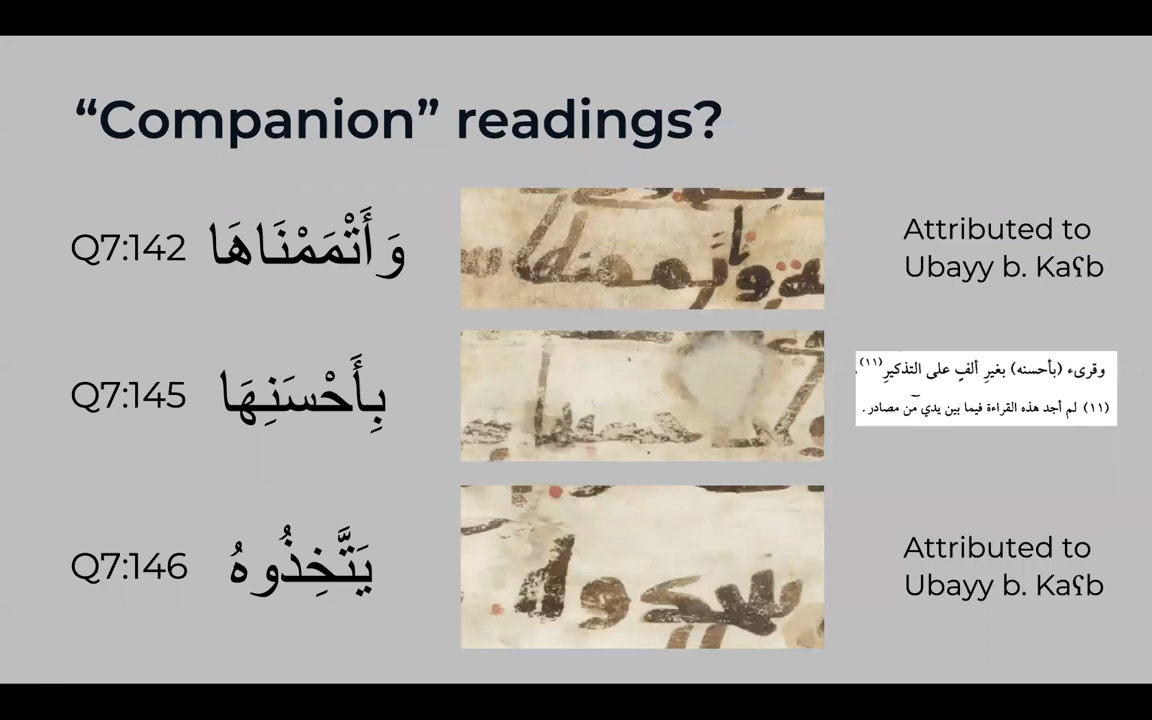 “Companion” readings?
Q7:142 وَأَتْمَمْنَاهَا
Attributed to
Ubayy b. Kaʕb
Q7:145 بِأَحْسَنِهَا
وقرىء (بأحسنه) بغيرِ ألفٍ على التذكيرِ(١١).
(١١) لم أجد هذه القراءة فيما بين يدي من مصادر.
Q7:146 يَتَّخِذُوهُ
Attributed to
Ubayy b. Kaʕb